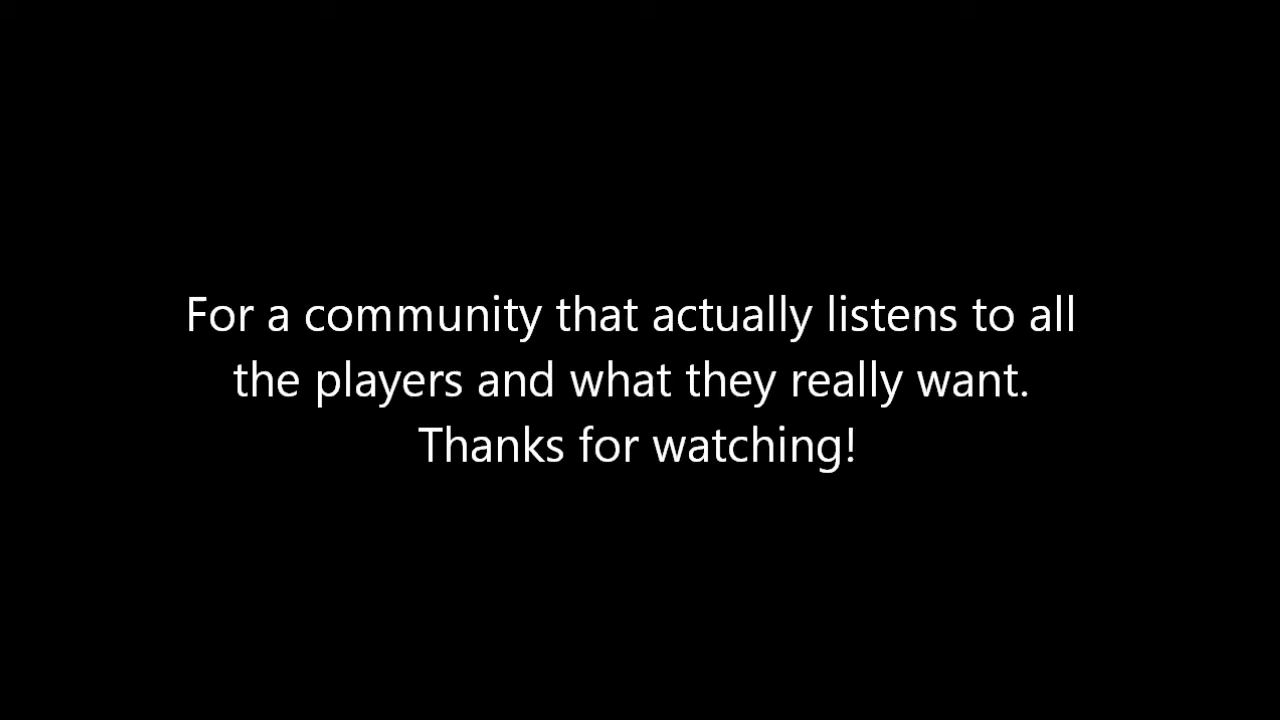 For a community that actually listens to all
the players and what they really want.
Thanks for watching!